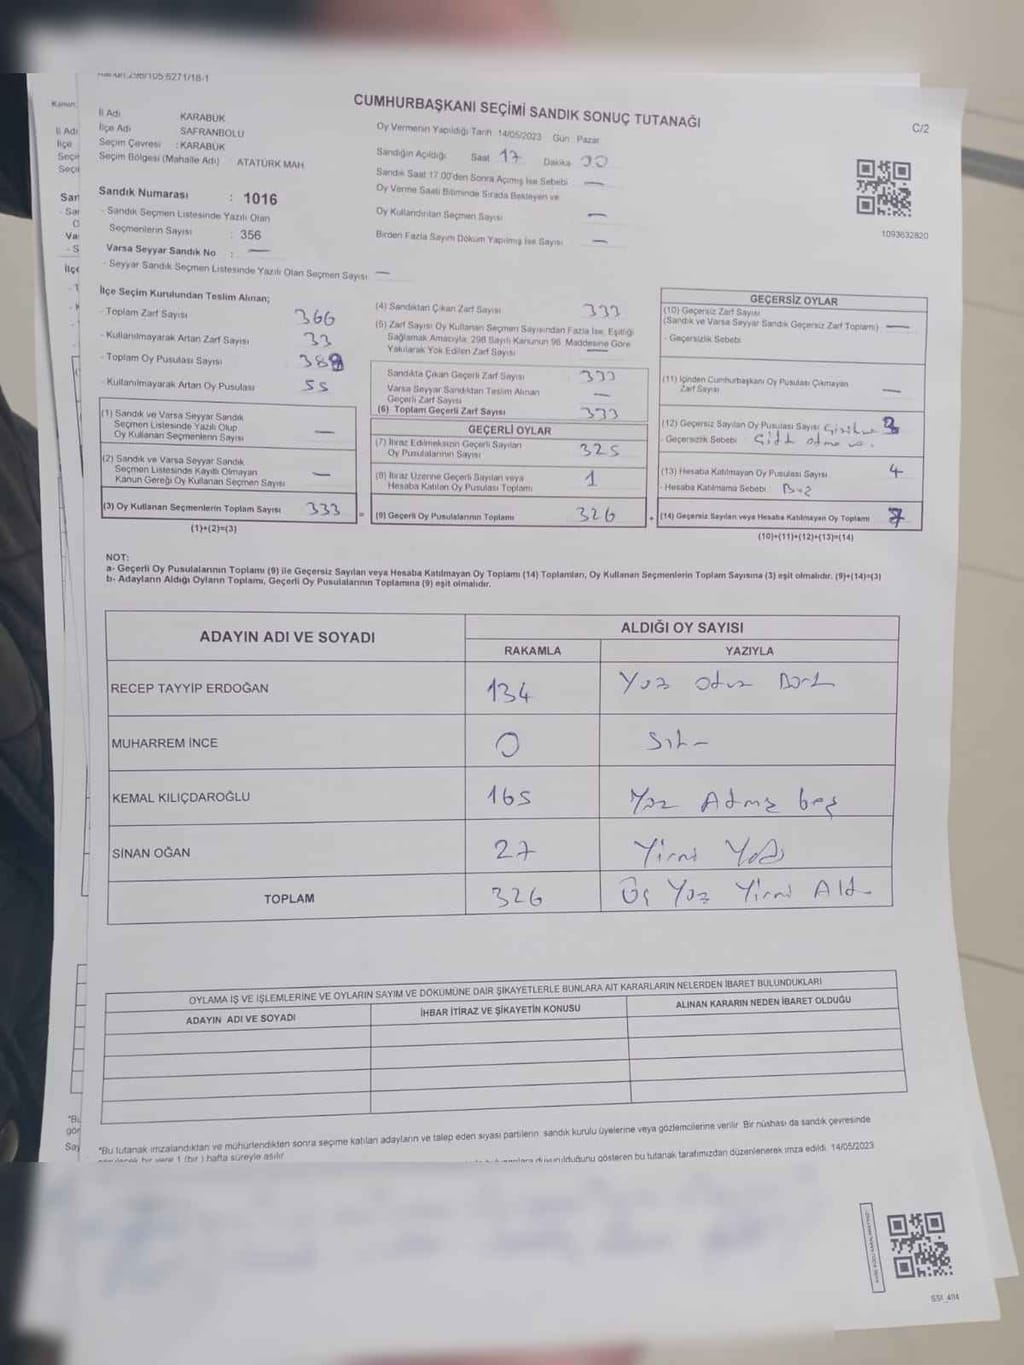 CUMHURBAŞKANI SEÇİMİ SANDIK SONUÇ TUTANAĞI
C/2
İl Adı KARABÜK
İlçe Adı SAFRANBOLU
Seçim Çevresi : KARABÜK
Seçim Bölgesi (Mahalle Adı) : ATATÜRK MAH.
Sandık Numarası : 1016
- Sandık Seçmen Listesinde Yazılı Olan
Seçmenlerin Sayısı : 356
Varsa Seyyar Sandık No : —
- Seyyar Sandık Seçmen Listesinde Yazılı Olan Seçmen Sayısı : —
Oy Vermenin Yapıldığı Tarih 14/05/2023 Gün : Pazar
Sandığın Açıldığı Saat 17 Dakika 00
Sandık Saat 17.00'den Sonra Açılmış İse Sebebi : —
Oy Verme Saati Bitiminde Sırada Bekleyen ve
Oy Kullandırılan Seçmen Sayısı —
Birden Fazla Sayım Döküm Yapılmış İse Sayısı —
1093632820
İlçe Seçim Kurulundan Teslim Alınan;
- Toplam Zarf Sayısı 366
- Kullanılmayarak Artan Zarf Sayısı 33
- Toplam Oy Pusulası Sayısı
- Kullanılmayarak Artan Oy Pusulası 55
(1) Sandık ve Varsa Seyyar Sandık
Seçmen Listesinde Yazılı Olup
Oy Kullanan Seçmenlerin Sayısı —
(2) Sandık ve Varsa Seyyar Sandık
Seçmen Listesinde Kayıtlı Olmayan
Kanun Gereği Oy Kullanan Seçmen Sayısı —
(3) Oy Kullanan Seçmenlerin Toplam Sayısı 333
(1)+(2)=(3)
(4) Sandıktan Çıkan Zarf Sayısı 333
(5) Zarf Sayısı Oy Kullanan Seçmen Sayısından Fazla İse, Eşitliği
Sağlamak Amacıyla; 298 Sayılı Kanunun 98. Maddesine Göre
Yakılarak Yok Edilen Zarf Sayısı —
Sandıkta Çıkan Geçerli Zarf Sayısı 333
Varsa Seyyar Sandıktan Teslim Alınan
Geçerli Zarf Sayısı —
(6) Toplam Geçerli Zarf Sayısı 333
GEÇERLİ OYLAR
(7) İtiraz Edilmeksizin Geçerli Sayılan
Oy Pusulalarının Sayısı 325
(8) İtiraz Üzerine Geçerli Sayılan veya
Hesaba Katılan Oy Pusulası Toplamı 1
(9) Geçerli Oy Pusulalarının Toplamı 326
GEÇERSİZ OYLAR
(10) Geçersiz Zarf Sayısı
(Sandık ve Varsa Seyyar Sandık Geçersiz Zarf Toplamı) —
- Geçersizlik Sebebi
(11) İçinden Cumhurbaşkanı Oy Pusulası Çıkmayan
Zarf Sayısı —
(12) Geçersiz Sayılan Oy Pusulası Sayısı 3
- Geçersizlik Sebebi :
(13) Hesaba Katılmayan Oy Pusulası Sayısı 4
- Hesaba Katılmama Sebebi :
(14) Geçersiz Sayılan veya Hesaba Katılmayan Oy Toplamı 7
(10)+(11)+(12)+(13)=(14)
NOT:
a- Geçerli Oy Pusulalarının Toplamı (9) ile Geçersiz Sayılan veya Hesaba Katılmayan Oy Toplamı (14) Toplamları, Oy Kullanan Seçmenlerin Toplam Sayısına (3) eşit olmalıdır. (9)+(14)=(3)
b- Adayların Aldığı Oyların Toplamı, Geçerli Oy Pusulalarının Toplamına (9) eşit olmalıdır.
ADAYIN ADI VE SOYADI
ALDIĞI OY SAYISI
RAKAMLA YAZIYLA
RECEP TAYYİP ERDOĞAN 134 Yüz Otuz Dört
MUHARREM İNCE 0 Sıfır
KEMAL KILIÇDAROĞLU 165 Yüz Atmış beş
SİNAN OĞAN 27 Yirmi Yedi
TOPLAM 326 Üç Yüz Yirmi Altı
OYLAMA İŞ VE İŞLEMLERİNE VE OYLARIN SAYIM VE DÖKÜMÜNE DAİR ŞİKAYETLERLE BUNLARA AİT KARARLARIN NELERDEN İBARET BULUNDUKLARI
ADAYIN ADI VE SOYADI İHBAR İTİRAZ VE ŞİKAYETİN KONUSU ALINAN KARARIN NEDEN İBARET OLDUĞU
*Bu tutanak imzalandıktan ve mühürlendikten sonra seçime katılan adayların ve talep eden siyasi partilerin sandık kurulu üyelerine veya gözlemcilerine verilir. Bir nüshası da sandık çevresinde
bir yere 1 (bir) hafta süreyle asılır.
duyurulduğunu gösteren bu tutanak tarafımızdan düzenlenerek imza edildi. 14/05/2023